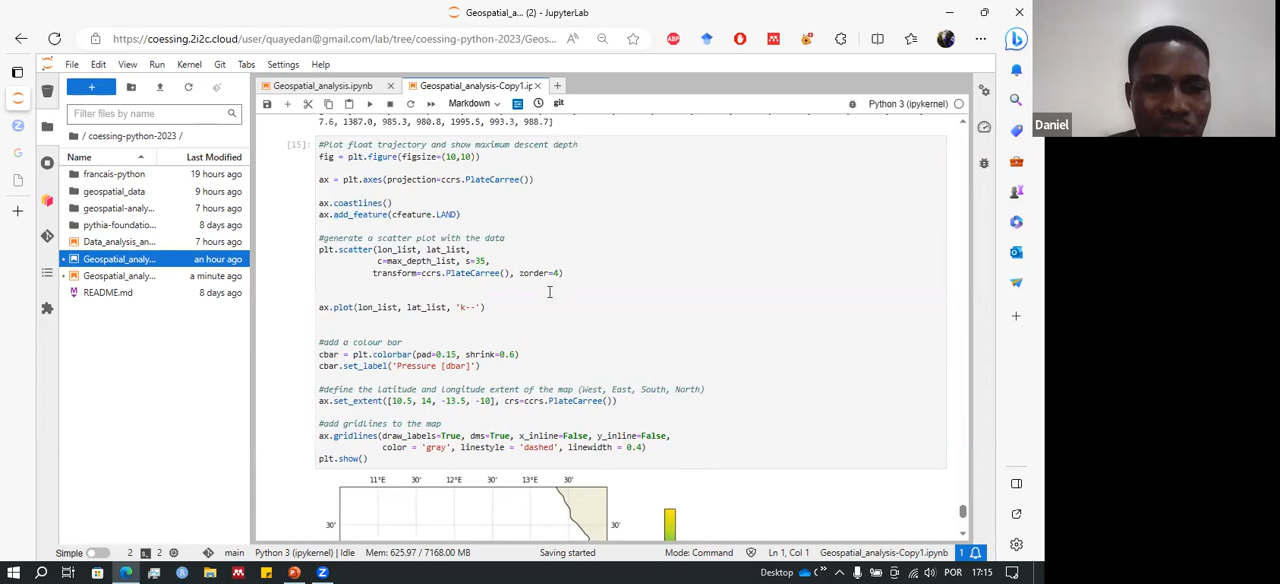 Geospatial_a... (2) - JupyterLab
https://coessing.2i2c.cloud/user/quayedan@gmail.com/lab/tree/coessing-python-2023/Geos...
ABP
File Edit View Run Kernel Git Tabs Settings Help
Geospatial_analysis.ipynb
Geospatial_analysis-Copy1.ip
Filter files by name
Markdown
git
Python 3 (ipykernel)
Daniel
/ coessing-python-2023 /
Name
Last Modified
francais-python 19 hours ago
geospatial_data 9 hours ago
geospatial-analy... 7 hours ago
pythia-foundatio... 8 days ago
Data_analysis_an... 7 hours ago
Geospatial_analy... an hour ago
Geospatial_analy... a minute ago
README.md 8 days ago
7.6, 1387.0, 985.3, 980.8, 1995.5, 993.3, 988.7]
[15]:
#Plot float trajectory and show maximum descent depth
fig = plt.figure(figsize=(10,10))
ax = plt.axes(projection=ccrs.PlateCarree())
ax.coastlines()
ax.add_feature(cfeature.LAND)
#generate a scatter plot with the data
plt.scatter(lon_list, lat_list,
c=max_depth_list, s=35,
transform=ccrs.PlateCarree(), zorder=4)
ax.plot(lon_list, lat_list, 'k--')
#add a colour bar
cbar = plt.colorbar(pad=0.15, shrink=0.6)
cbar.set_label('Pressure [dbar]')
#define the Latitude and Longitude extent of the map (West, East, South, North)
ax.set_extent([10.5, 14, -13.5, -10], crs=ccrs.PlateCarree())
#add gridlines to the map
ax.gridlines(draw_labels=True, dms=True, x_inline=False, y_inline=False,
color = 'gray', linestyle = 'dashed', linewidth = 0.4)
plt.show()
11°E 30' 12°E 30' 13°E 30'
30' 30'
Simple 2 2 main Python 3 (ipykernel) | Idle Mem: 625.97 / 7168.00 MB Saving started Mode: Command Ln 1, Col 1 Geospatial_analysis-Copy1.ipynb 1
Desktop POR 17:15